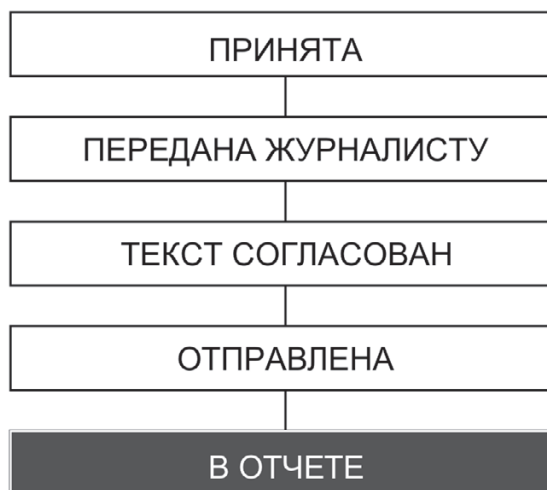 ПРИНЯТА
ПЕРЕДАНА ЖУРНАЛИСТУ
ТЕКСТ СОГЛАСОВАН
ОТПРАВЛЕНА
В ОТЧЕТЕ